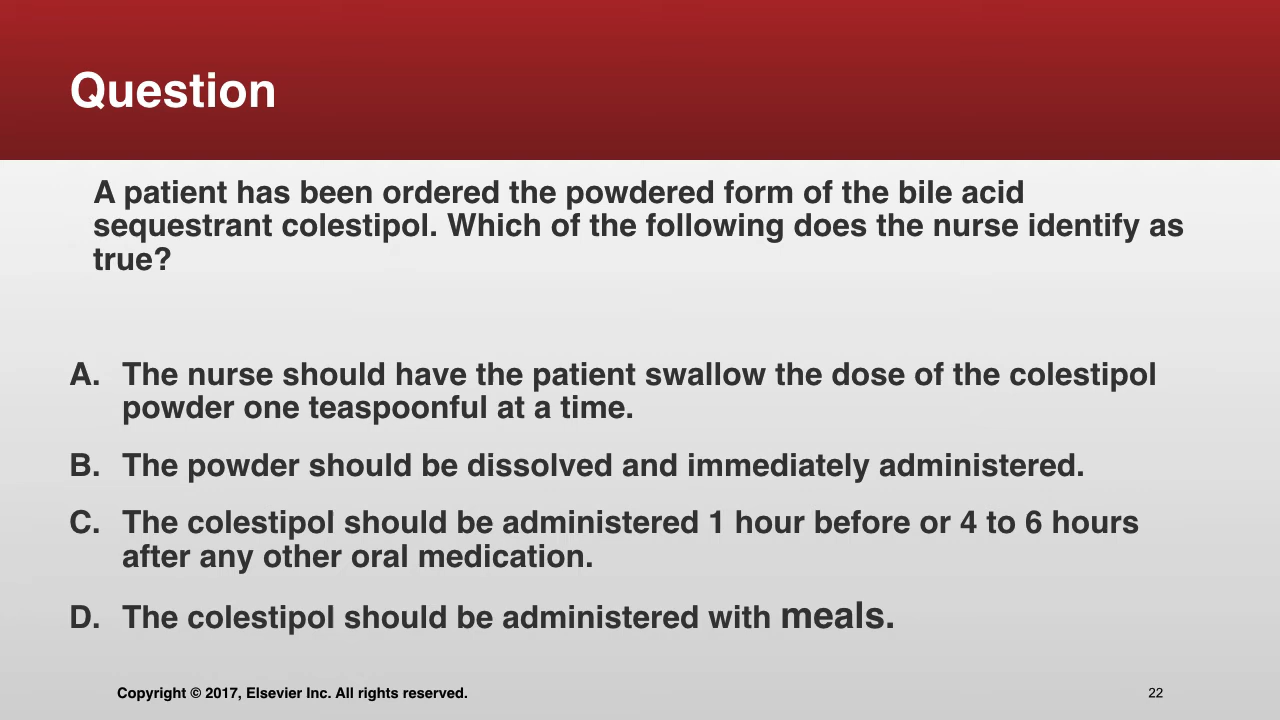 Question
A patient has been ordered the powdered form of the bile acid
sequestrant colestipol. Which of the following does the nurse identify as
true?
A. The nurse should have the patient swallow the dose of the colestipol
powder one teaspoonful at a time.
B. The powder should be dissolved and immediately administered.
C. The colestipol should be administered 1 hour before or 4 to 6 hours
after any other oral medication.
D. The colestipol should be administered with meals.
Copyright © 2017, Elsevier Inc. All rights reserved.
22